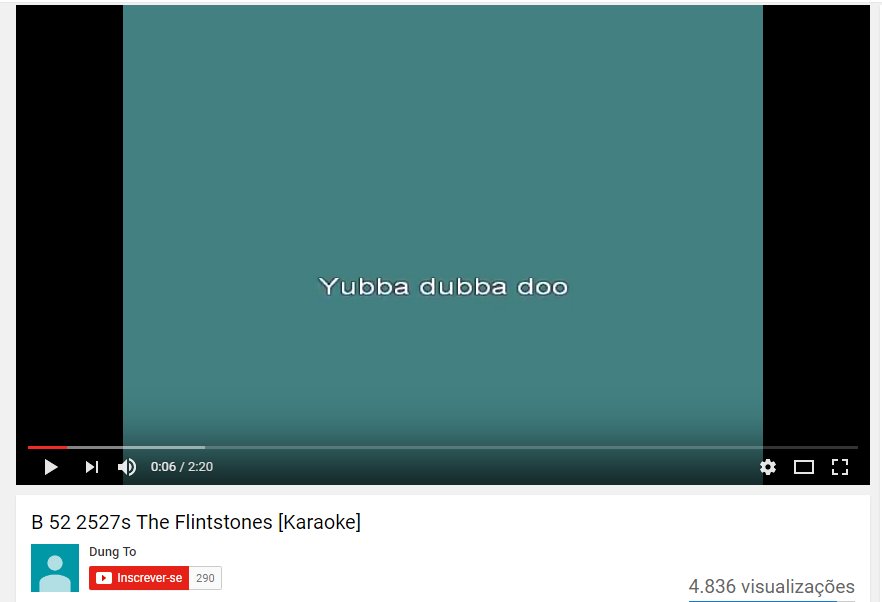 Yubba dubba doo
0:06 / 2:20
B 52 2527s The Flintstones [Karaoke]
Dung To
Inscrever-se 290
4.836 visualizações